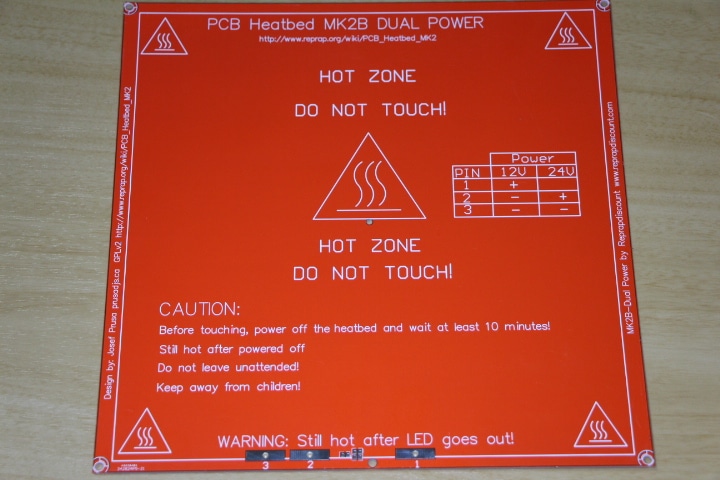 PCB Heatbed MK2B DUAL POWER
http://www.reprap.org/wiki/PCB_Heatbed_MK2
HOT ZONE
DO NOT TOUCH!
Power
PIN 12V 24V
1 +
2 - +
3 - -
HOT ZONE
DO NOT TOUCH!
CAUTION:
Before touching, power off the heatbed and wait at least 10 minutes!
Still hot after powered off
Do not leave unattended!
Keep away from children!
WARNING: Still hot after LED goes out!
3 2 1
Design by: Josef Prusa prusadjs.cz GPLv2 http://www.reprap.org/wiki/PCB_Heatbed_MK2
MK2B-Dual Power by Reprapdiscount www.reprapdiscount.com